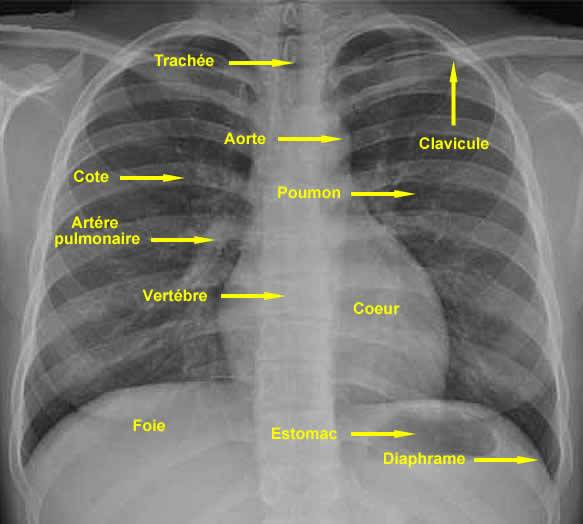 Trachée
Aorte
Clavicule
Cote
Poumon
Artére
pulmonaire
Vertébre
Coeur
Foie
Estomac
Diaphrame